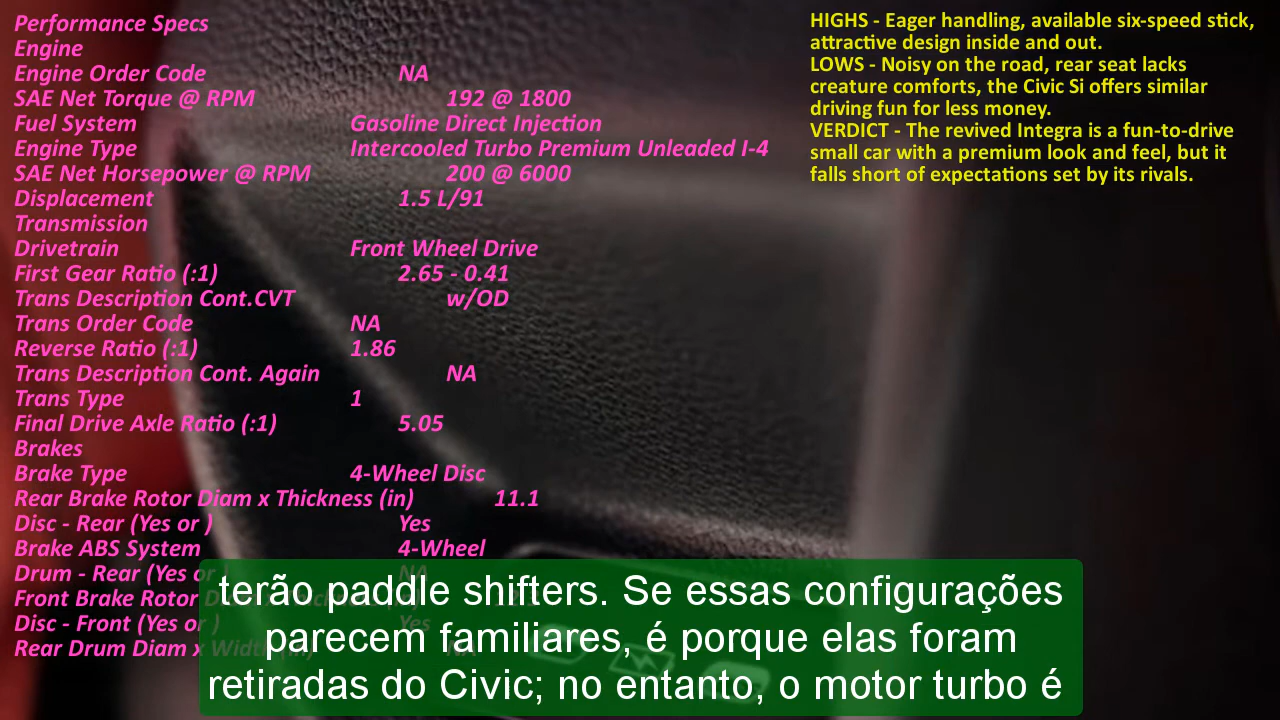 Performance Specs
Engine
Engine Order Code NA
SAE Net Torque @ RPM 192 @ 1800
Fuel System Gasoline Direct Injection
Engine Type Intercooled Turbo Premium Unleaded I-4
SAE Net Horsepower @ RPM 200 @ 6000
Displacement 1.5 L/91
Transmission
Drivetrain Front Wheel Drive
First Gear Ratio (:1) 2.65 - 0.41
Trans Description Cont.CVT w/OD
Trans Order Code NA
Reverse Ratio (:1) 1.86
Trans Description Cont. Again NA
Trans Type 1
Final Drive Axle Ratio (:1) 5.05
Brakes
Brake Type 4-Wheel Disc
Rear Brake Rotor Diam x Thickness (in) 11.1
Disc - Rear (Yes or ) Yes
Brake ABS System 4-Wheel
Drum - Rear (Yes or ) NA
Front Brake Rotor Diam x Thickness (in)
Disc - Front (Yes or ) Yes
Rear Drum Diam x Width (in) NA
HIGHS - Eager handling, available six-speed stick,
attractive design inside and out.
LOWS - Noisy on the road, rear seat lacks
creature comforts, the Civic Si offers similar
driving fun for less money.
VERDICT - The revived Integra is a fun-to-drive
small car with a premium look and feel, but it
falls short of expectations set by its rivals.
terão paddle shifters. Se essas configurações
parecem familiares, é porque elas foram
retiradas do Civic; no entanto, o motor turbo é